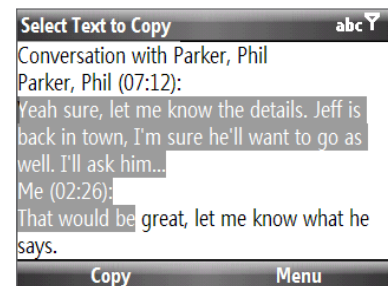 Select Text to Copy abc
Conversation with Parker, Phil
Parker, Phil (07:12):
Yeah sure, let me know the details. Jeff is
back in town, I'm sure he'll want to go as
well. I'll ask him...
Me (02:26):
That would be great, let me know what he
says.
Copy Menu